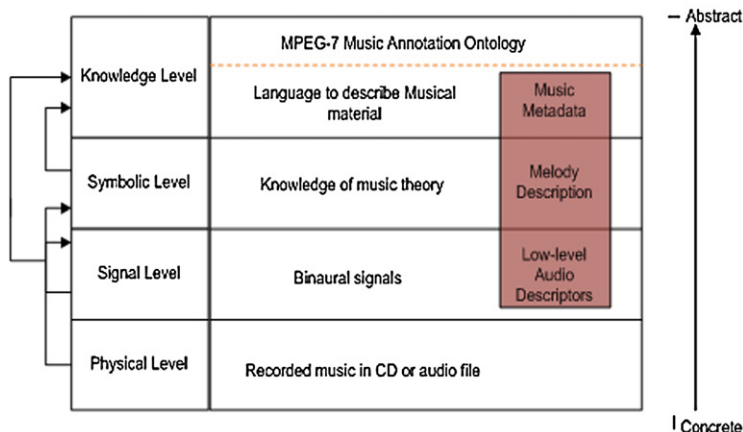 Abstract
MPEG-7 Music Annotation Ontology
Knowledge Level
Language to describe Musical
material
Music
Metadata
Symbolic Level
Knowledge of music theory
Melody
Description
Signal Level
Binaural signals
Low-level
Audio
Descriptors
Physical Level
Recorded music in CD or audio file
Concrete